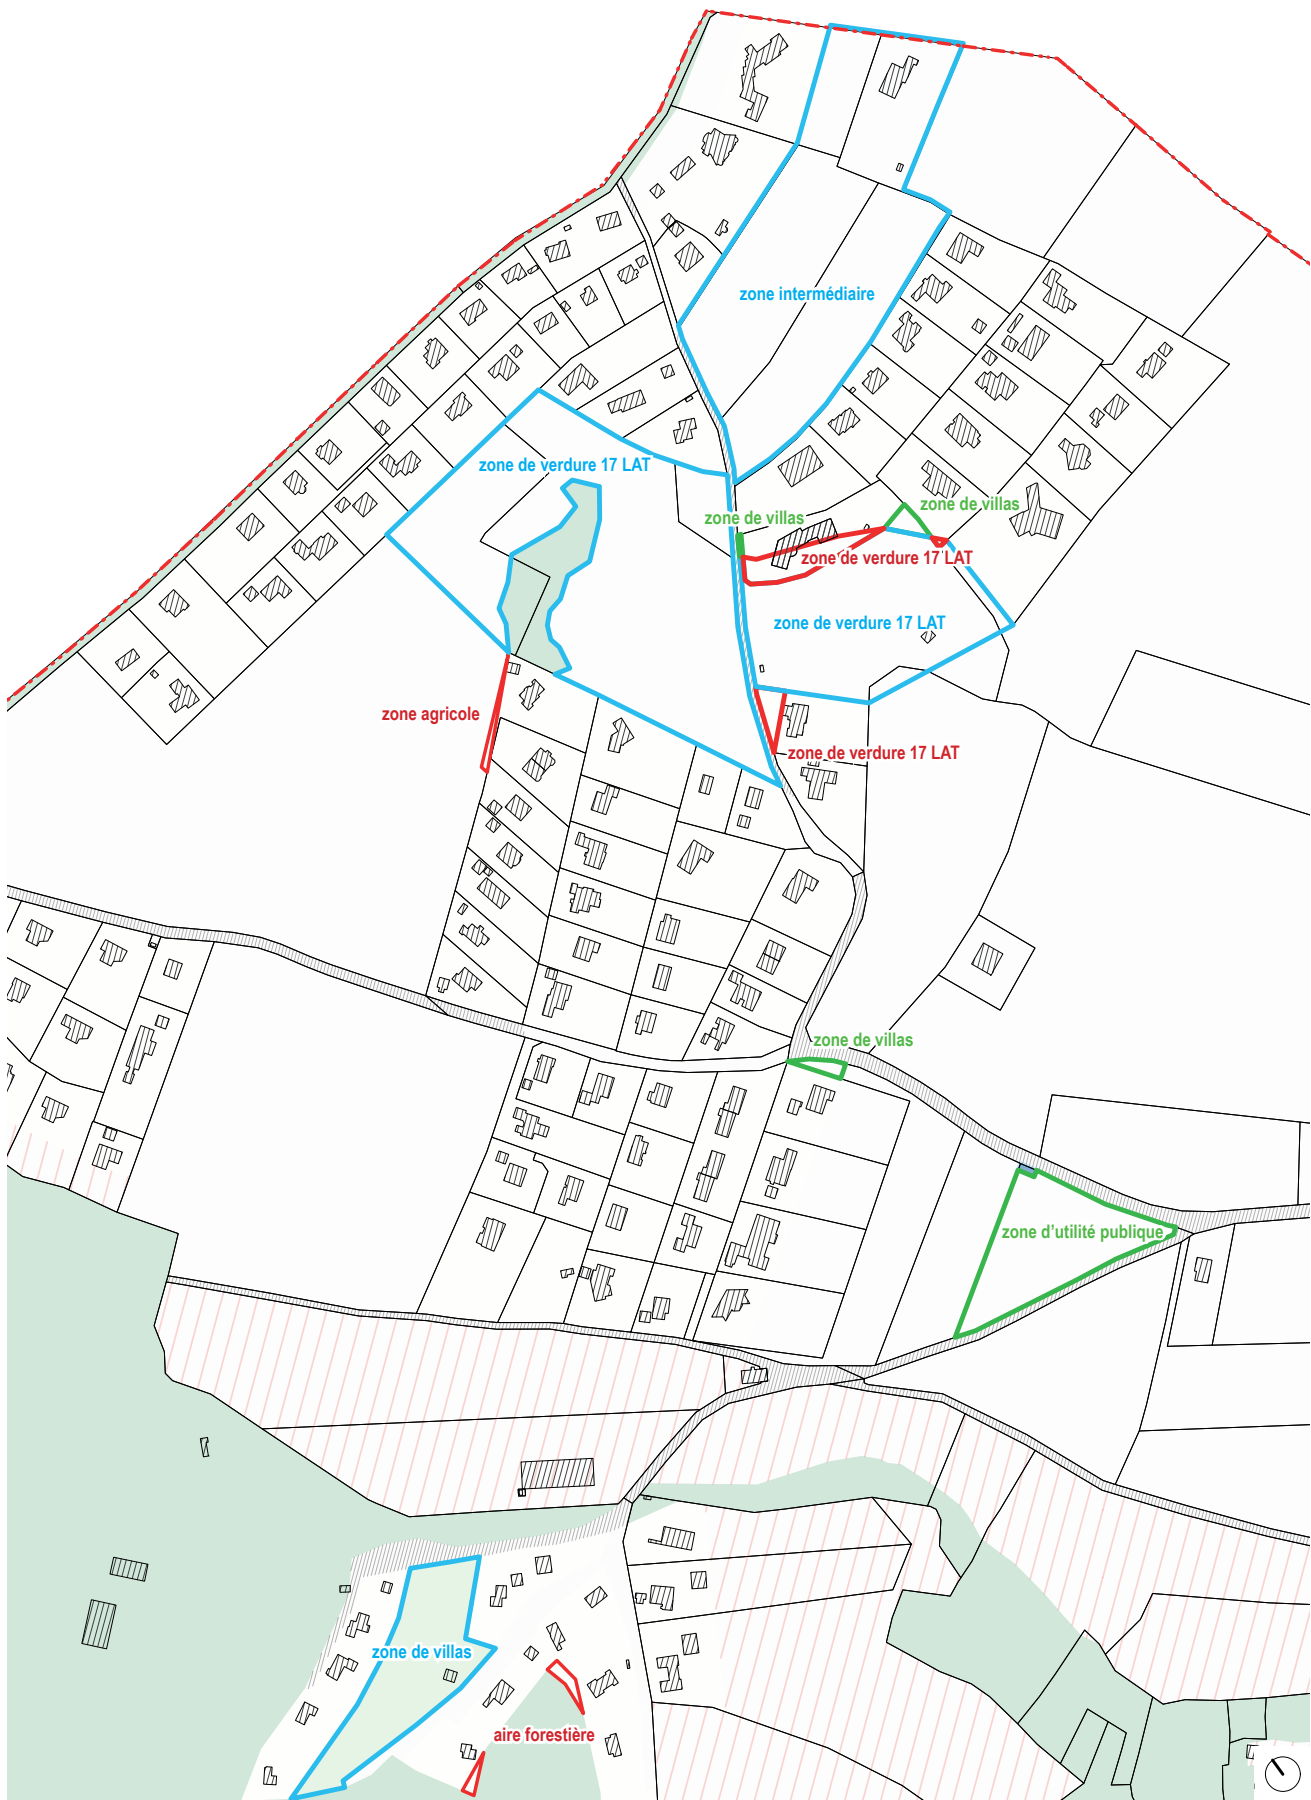 zone intermédiaire
zone de verdure 17 LAT
zone de villas
zone de villas
zone de verdure 17 LAT
zone de verdure 17 LAT
zone agricole
zone de verdure 17 LAT
zone de villas
zone d'utilité publique
zone de villas
aire forestière